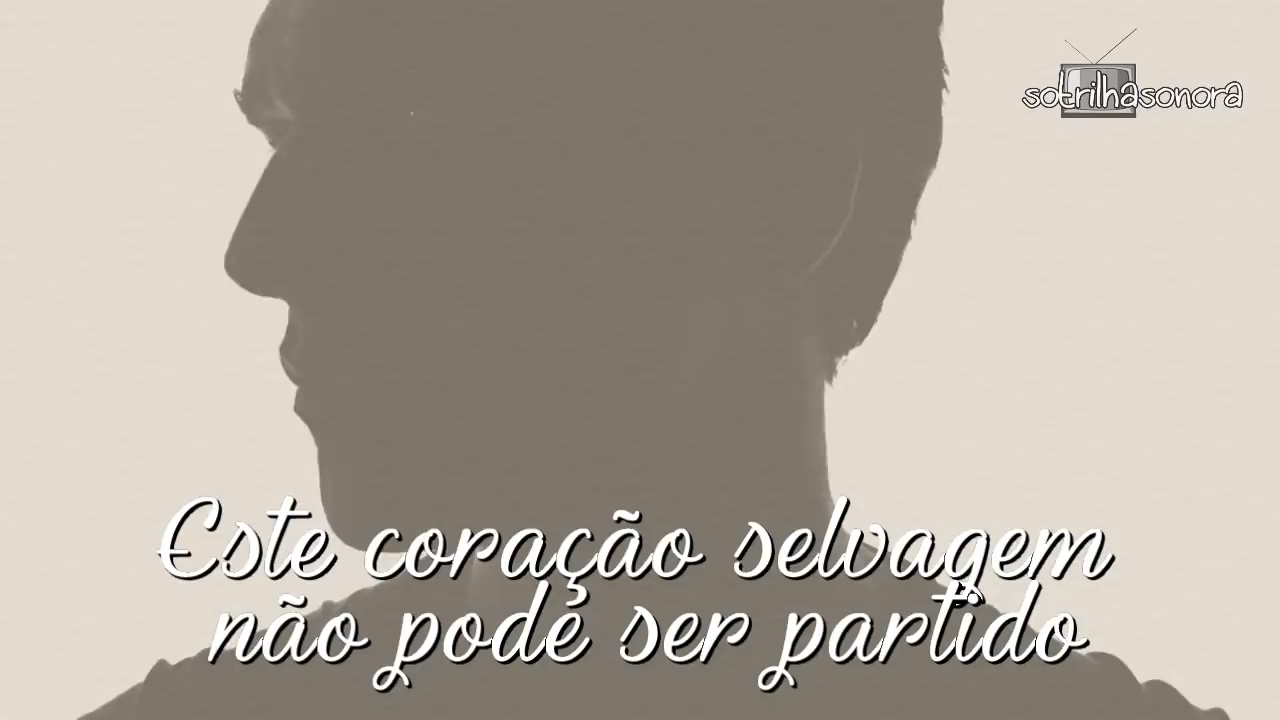 sotrilhasonora
Este coração selvagem
não pode ser partido